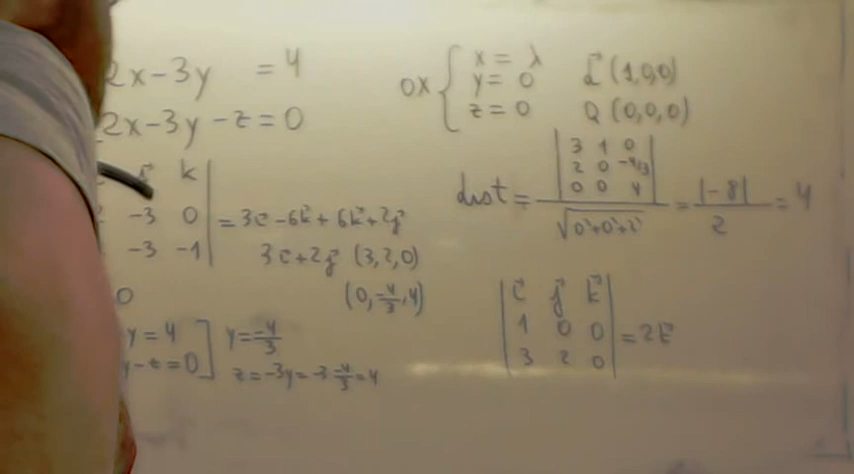 2x-3y = 4
2x-3y-z=0
k
-3 0
-3 -1
= 3i-6k+6k+2j
3i+2j (3,2,0)
0
(0, -4/3, 4)
y=4
y-z=0
y=-4/3
z=-3y=-3 -4/3=4
OX { x= λ
y= 0
z= 0
(1,0,0)
Q (0,0,0)
dist = | 3 1 0
2 0 -4/3
0 0 4 |
√0²+0²+2²
= |-8| / 2 = 4
| i j k
1 0 0
3 2 0 | = 2k